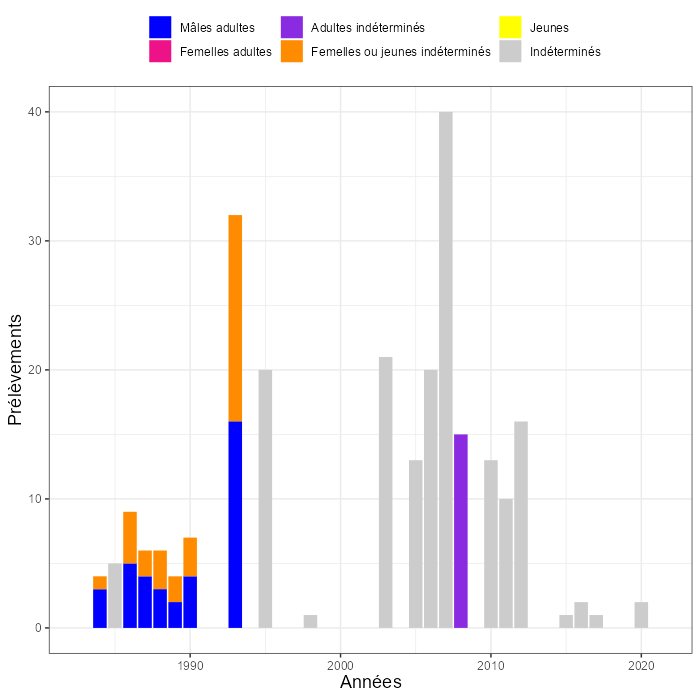 Mâles adultes Adultes indéterminés Jeunes
Femelles adultes Femelles ou jeunes indéterminés Indéterminés
40
30
20
10
0
Prélèvements
1990 2000 2010 2020
Années